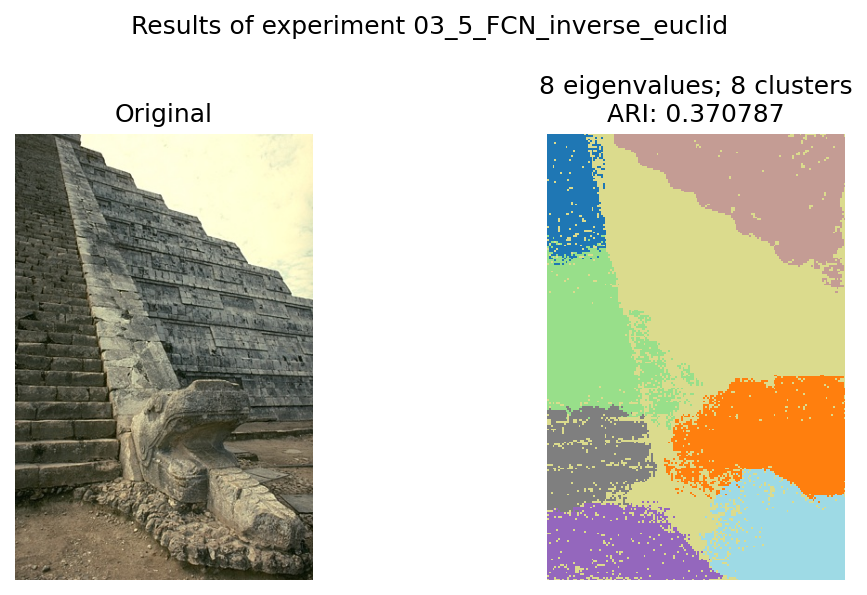 Results of experiment 03_5_FCN_inverse_euclid
Original
8 eigenvalues; 8 clusters
ARI: 0.370787